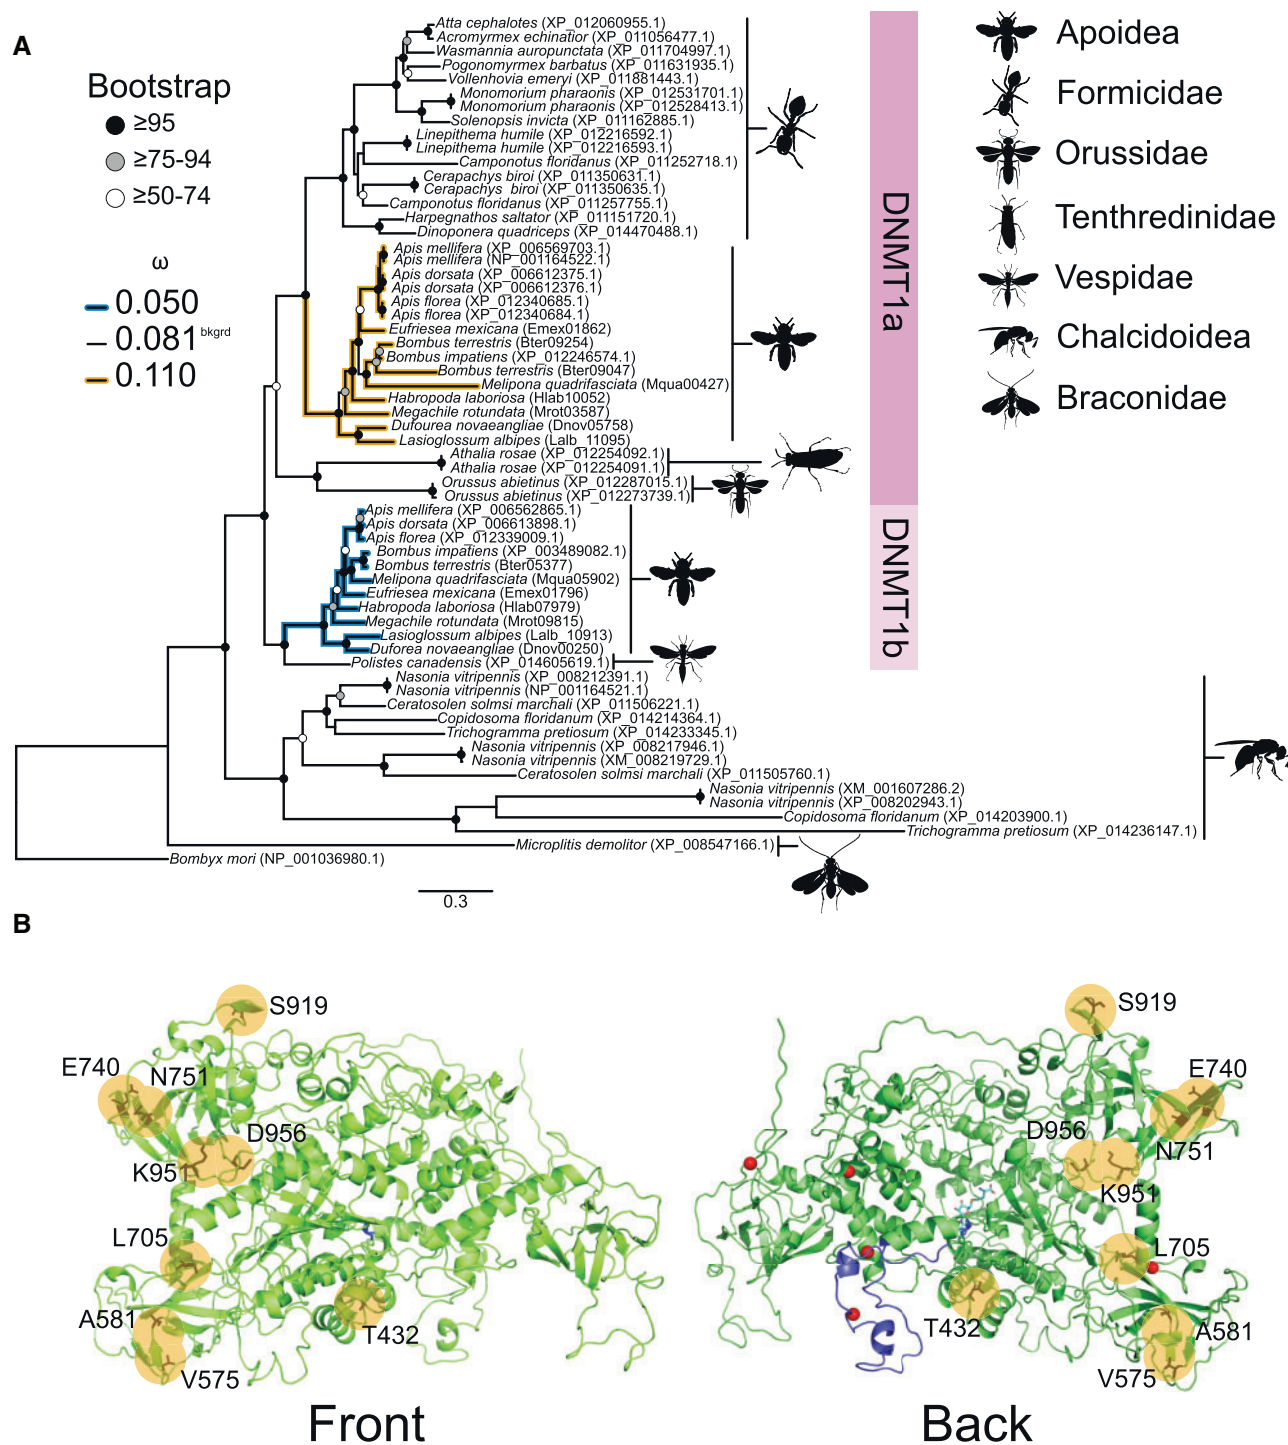 A
Bootstrap
≥95
≥75-94
≥50-74
ω
0.050
0.081 bkgrd
0.110
Atta cephalotes (XP_012060955.1)
Acromyrmex echinatior (XP_011056477.1)
Wasmannia auropunctata (XP_011704997.1)
Pogonomyrmex barbatus (XP_011631935.1)
Vollenhovia emeryi (XP_011881443.1)
Monomorium pharaonis (XP_012531701.1)
Monomorium pharaonis (XP_012528413.1)
Solenopsis invicta (XP_011162885.1)
Linepithema humile (XP_012216592.1)
Linepithema humile (XP_012216593.1)
Camponotus floridanus (XP_011252718.1)
Cerapachys biroi (XP_011350631.1)
Cerapachys biroi (XP_011350635.1)
Camponotus floridanus (XP_011257755.1)
Harpegnathos saltator (XP_011151720.1)
Dinoponera quadriceps (XP_014470488.1)
Apis mellifera (XP_006569703.1)
Apis mellifera (NP_001164522.1)
Apis dorsata (XP_006612375.1)
Apis dorsata (XP_006612376.1)
Apis florea (XP_012340685.1)
Apis florea (XP_012340684.1)
Eufriesea mexicana (Emex01862)
Bombus terrestris (Bter09254)
Bombus impatiens (XP_012246574.1)
Bombus terrestris (Bter09047)
Melipona quadrifasciata (Mqua00427)
Habropoda laboriosa (Hlab10052)
Megachile rotundata (Mrot03587)
Dufourea novaeangliae (Dnov05758)
Lasioglossum albipes (Lalb_11095)
Athalia rosae (XP_012254092.1)
Athalia rosae (XP_012254091.1)
Orussus abietinus (XP_012287015.1)
Orussus abietinus (XP_012273739.1)
Apis mellifera (XP_006562865.1)
Apis dorsata (XP_006613898.1)
Apis florea (XP_012339009.1)
Bombus impatiens (XP_003489082.1)
Bombus terrestris (Bter05377)
Melipona quadrifasciata (Mqua05902)
Eufriesea mexicana (Emex01796)
Habropoda laboriosa (Hlab07979)
Megachile rotundata (Mrot09815)
Lasioglossum albipes (Lalb_10913)
Duforea novaeangliae (Dnov00250)
Polistes canadensis (XP_014605619.1)
Nasonia vitripennis (XP_008212391.1)
Nasonia vitripennis (NP_001164521.1)
Ceratosolen solmsi marchali (XP_011506221.1)
Copidosoma floridanum (XP_014214364.1)
Trichogramma pretiosum (XP_014233345.1)
Nasonia vitripennis (XP_008217946.1)
Nasonia vitripennis (XM_008219729.1)
Ceratosolen solmsi marchali (XP_011505760.1)
Nasonia vitripennis (XM_001607286.2)
Nasonia vitripennis (XP_008202943.1)
Copidosoma floridanum (XP_014203900.1)
Trichogramma pretiosum (XP_014236147.1)
Microplitis demolitor (XP_008547166.1)
Bombyx mori (NP_001036980.1)
0.3
DNMT1a
DNMT1b
Apoidea
Formicidae
Orussidae
Tenthredinidae
Vespidae
Chalcidoidea
Braconidae
B
S919
E740
N751
D956
K951
L705
A581
T432
V575
Front
S919
E740
D956
N751
K951
L705
T432
A581
V575
Back